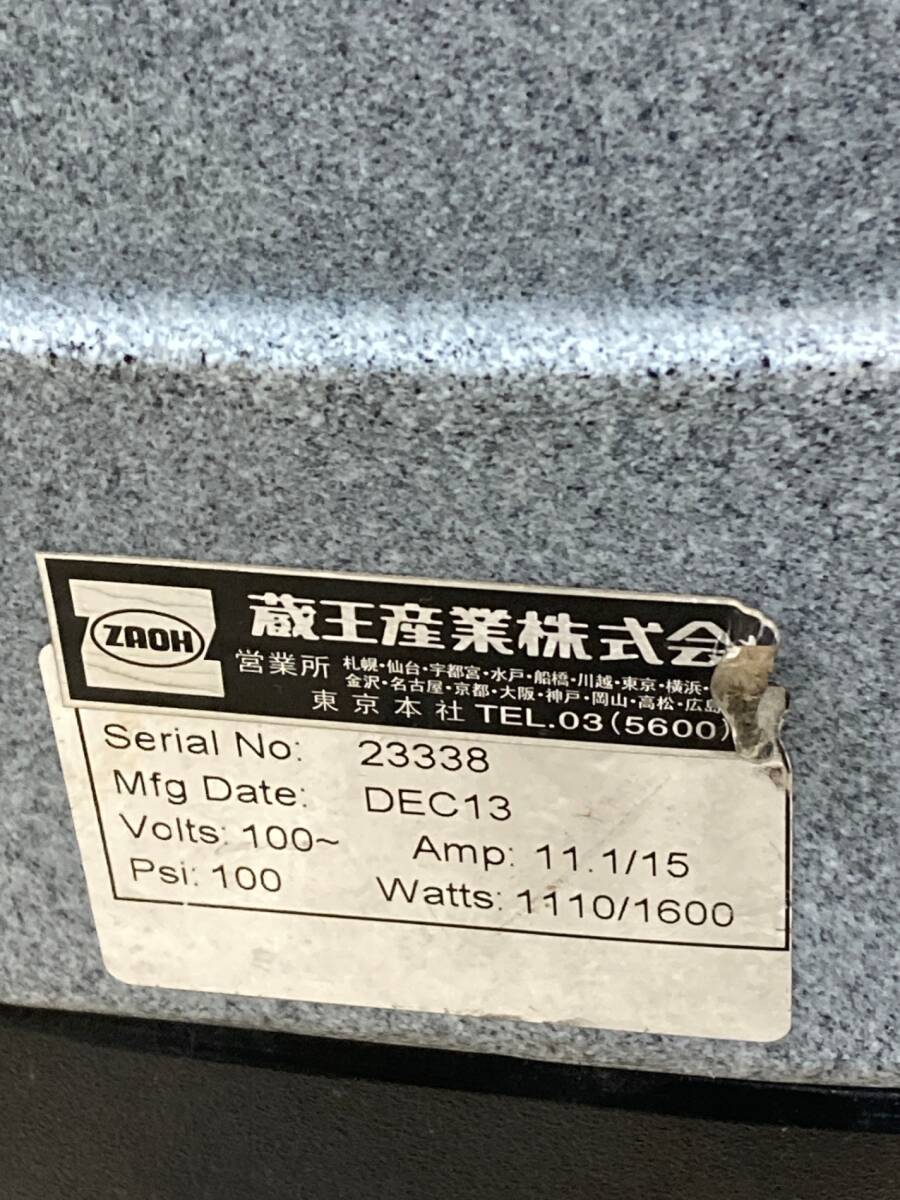 ZAOH
蔵王産業株式会
営業所
札幌・仙台・宇都宮・水戸・船橋・川越・東京・横浜・
金沢・名古屋・京都・大阪・神戸・岡山・高松・広島
東京本社 TEL.03(5600)
Serial No: 23338
Mfg Date: DEC13
Volts: 100~ Amp: 11.1/15
Psi: 100 Watts: 1110/1600